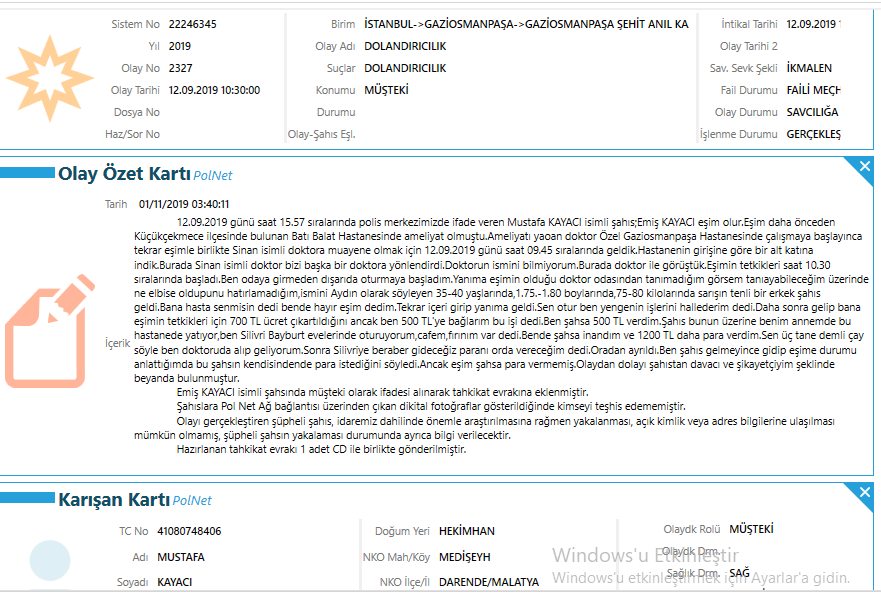 Sistem No 22246345 Birim İSTANBUL->GAZİOSMANPAŞA->GAZİOSMANPAŞA ŞEHİT ANIL KA İntikal Tarihi 12.09.2019 1
Yıl 2019 Olay Adı DOLANDIRICILIK Olay Tarihi 2
Olay No 2327 Suçlar DOLANDIRICILIK Sav. Sevk Şekli İKMALEN
Olay Tarihi 12.09.2019 10:30:00 Konumu MÜŞTEKİ Fail Durumu FAİLİ MEÇH
Dosya No Durumu Olay Durumu SAVCILIĞA
Haz/Sor No Olay-Şahıs Eşl. İşlenme Durumu GERÇEKLEŞ
Olay Özet Kartı PolNet
Tarih 01/11/2019 03:40:11
İçerik
12.09.2019 günü saat 15.57 sıralarında polis merkezimizde ifade veren Mustafa KAYACI isimli şahıs;Emiş KAYACI eşim olur.Eşim daha önceden
Küçükçekmece ilçesinde bulunan Batı Balat Hastanesinde ameliyat olmuştu.Ameliyatı yaoan doktor Özel Gaziosmanpaşa Hastanesinde çalışmaya başlayınca
tekrar eşimle birlikte Sinan isimli doktora muayene olmak için 12.09.2019 günü saat 09.45 sıralarında geldik.Hastanenin girişine göre bir alt katına
indik.Burada Sinan isimli doktor bizi başka bir doktora yönlendirdi.Doktorun ismini bilmiyorum.Burada doktor ile görüştük.Eşimin tetkikleri saat 10.30
sıralarında başladı.Ben odaya girmeden dışarıda oturmaya başladım.Yanıma eşimin olduğu doktor odasından tanımadığım görsem tanıayabileceğim üzerinde
ne elbise oldupunu hatırlamadığım,ismini Aydın olarak söyleyen 35-40 yaşlarında,1.75.-1.80 boylarında,75-80 kilolarında sarışın tenli bir erkek şahıs
geldi.Bana hasta senmisin dedi bende hayır eşim dedim.Tekrar içeri girip yanıma geldi.Sen otur ben yengenin işlerini hallederim dedi.Daha sonra gelip bana
eşimin tetkikleri için 700 TL ücret çıkartıldığını ancak ben 500 TL'ye bağlarım bu işi dedi.Ben şahsa 500 TL verdim.Şahıs bunun üzerine benim annemde bu
hastanede yatıyor,ben Silivri Bayburt evelerinde oturuyorum,cafem,fırınım var dedi.Bende şahsa inandım ve 1200 TL daha para verdim.Sen üç tane demli çay
söyle ben doktoruda alıp geliyorum.Sonra Silivriye beraber gideceğiz paranı orda vereceğim dedi.Oradan ayrıldı.Ben şahıs gelmeyince gidip eşime durumu
anlattığımda bu şahsın kendisindende para istediğini söyledi.Ancak eşim şahsa para vermemiş.Olaydan dolayı şahıstan davacı ve şikayetçiyim şeklinde
beyanda bulunmuştur.
Emiş KAYACI isimli şahsında müşteki olarak ifadesi alınarak tahkikat evrakına eklenmiştir.
Şahıslara Pol Net Ağ bağlantısı üzerinden çıkan dikital fotoğraflar gösterildiğinde kimseyi teşhis edememiştir.
Olayı gerçekleştiren şüpheli şahıs, idaremiz dahilinde önemle araştırılmasına rağmen yakalanması, açık kimlik veya adres bilgilerine ulaşılması
mümkün olmamış, şüpheli şahsın yakalaması durumunda ayrıca bilgi verilecektir.
Hazırlanan tahkikat evrakı 1 adet CD ile birlikte gönderilmiştir.
Karışan Kartı PolNet
TC No 41080748406 Doğum Yeri HEKİMHAN Olaydk Rolü MÜŞTEKİ
Adı MUSTAFA NKO Mah/Köy MEDİŞEYH Olaydk Drm.
Soyadı KAYACI NKO İlçe/İl DARENDE/MALATYA Sağlık Drm. SAĞ
Windows'u Etkinleştir
Windows'u etkinleştirmek için Ayarlar'a gidin.